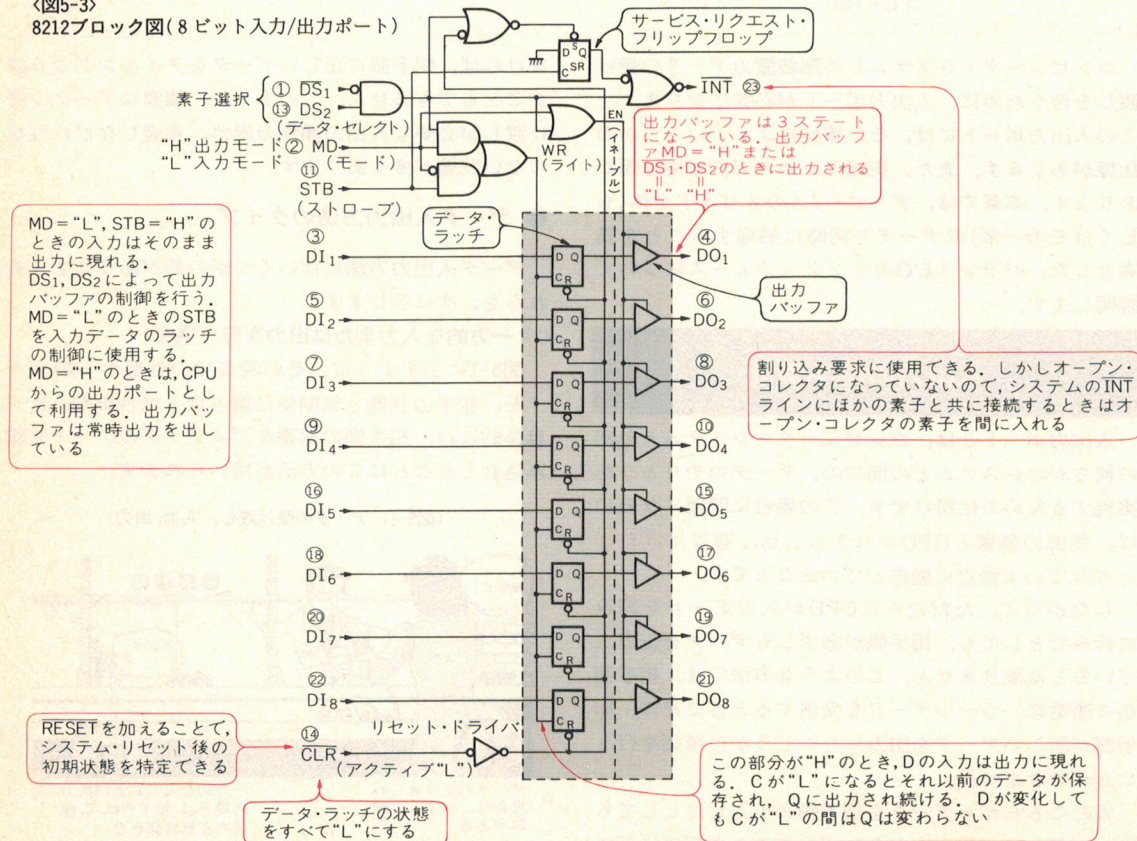 〈図5-3〉
8212ブロック図(8ビット入力/出力ポート)
サービス・リクエスト・
フリップフロップ
D S Q
C SR
素子選択
① DS1
⑬ DS2
(データ・セレクト)
"H"出力モード ② MD
"L"入力モード (モード)
⑪
STB
(ストローブ)
WR
(ライト)
EN
(イネーブル)
INT ㉓
出力バッファは3ステート
になっている.出力バッフ
ァMD="H"または
DS1・DS2のときに出力される
"L" "H"
MD="L",STB="H"の
ときの入力はそのまま
出力に現れる.
DS1,DS2によって出力
バッファの制御を行う.
MD="L"のときのSTB
を入力データのラッチ
の制御に使用する.
MD="H"のときは,CPU
からの出力ポートとし
て利用する.出力バッ
ファは常時出力を出し
ている
データ・
ラッチ
出力
バッファ
③
DI1
D Q
C R
④
DO1
⑤
DI2
D Q
C R
⑥
DO2
⑦
DI3
D Q
C R
⑧
DO3
⑨
DI4
D Q
C R
⑩
DO4
⑯
DI5
D Q
C R
⑮
DO5
⑱
DI6
D Q
C R
⑰
DO6
⑳
DI7
D Q
C R
⑲
DO7
㉒
DI8
D Q
C R
㉑
DO8
割り込み要求に使用できる.しかしオープン・
コレクタになっていないので,システムのINT
ラインにほかの素子と共に接続するときはオ
ープン・コレクタの素子を間に入れる
RESETを加えることで,
システム・リセット後の
初期状態を特定できる
リセット・ドライバ
⑭
CLR
(アクティブ"L")
データ・ラッチの状態
をすべて"L"にする
この部分が"H"のとき,Dの入力は出力に現れ
る.Cが"L"になるとそれ以前のデータが保
存され,Qに出力され続ける.Dが変化して
もCが"L"の間はQは変わらない